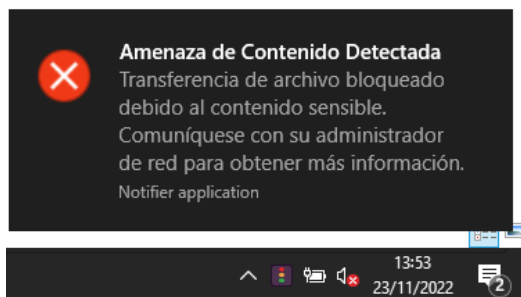 Amenaza de Contenido Detectada
Transferencia de archivo bloqueado
debido al contenido sensible.
Comuníquese con su administrador
de red para obtener más información.
Notifier application
13:53
23/11/2022
2